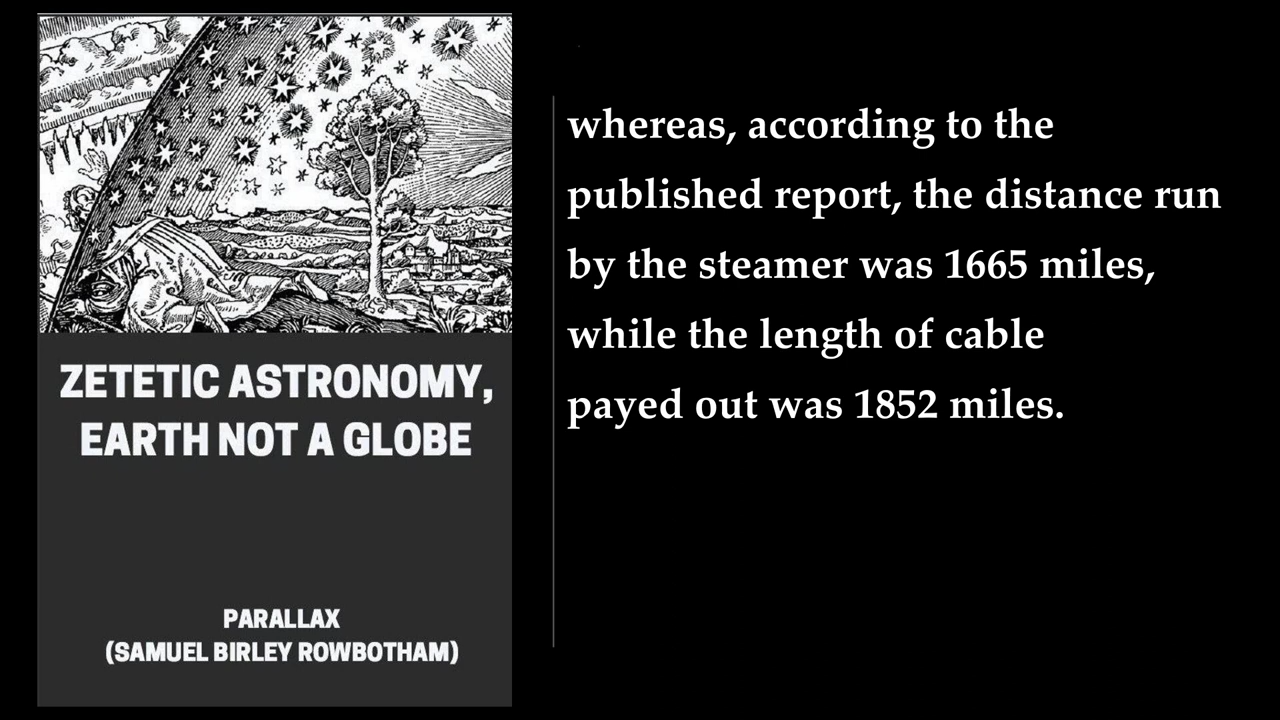 ZETETIC ASTRONOMY,
EARTH NOT A GLOBE
PARALLAX
(SAMUEL BIRLEY ROWBOTHAM)
whereas, according to the
published report, the distance run
by the steamer was 1665 miles,
while the length of cable
payed out was 1852 miles.